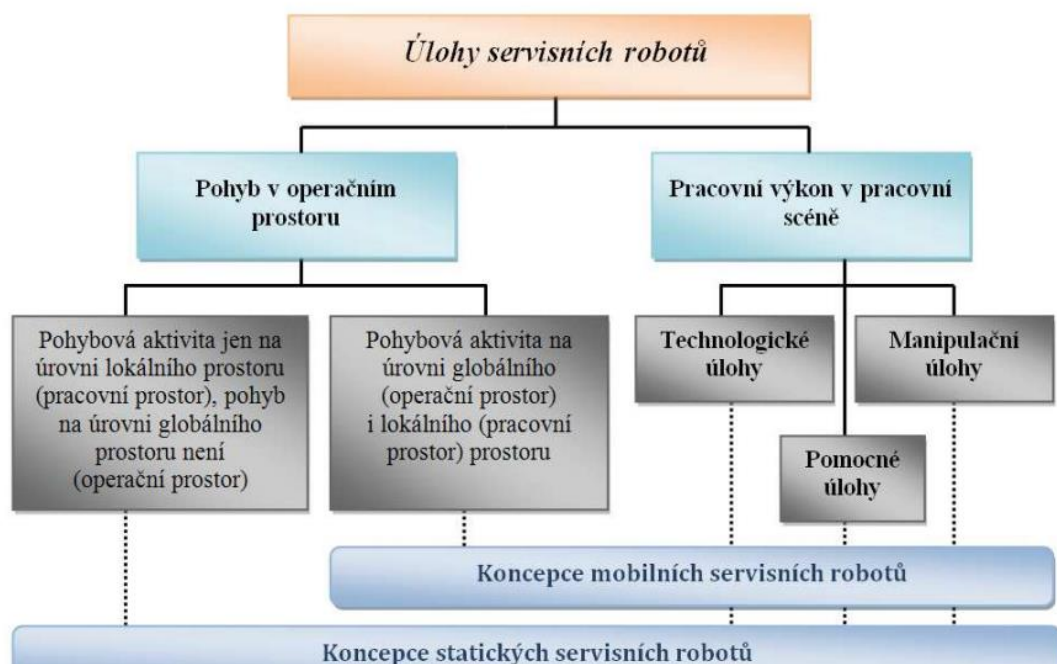 Úlohy servisních robotů
Pohyb v operačním
prostoru
Pracovní výkon v pracovní
scéně
Pohybová aktivita jen na
úrovni lokálního prostoru
(pracovní prostor), pohyb
na úrovni globálního
prostoru není
(operační prostor)
Pohybová aktivita na
úrovni globálního
(operační prostor)
i lokálního (pracovní
prostor) prostoru
Technologické
úlohy
Manipulační
úlohy
Pomocné
úlohy
Koncepce mobilních servisních robotů
Koncepce statických servisních robotů